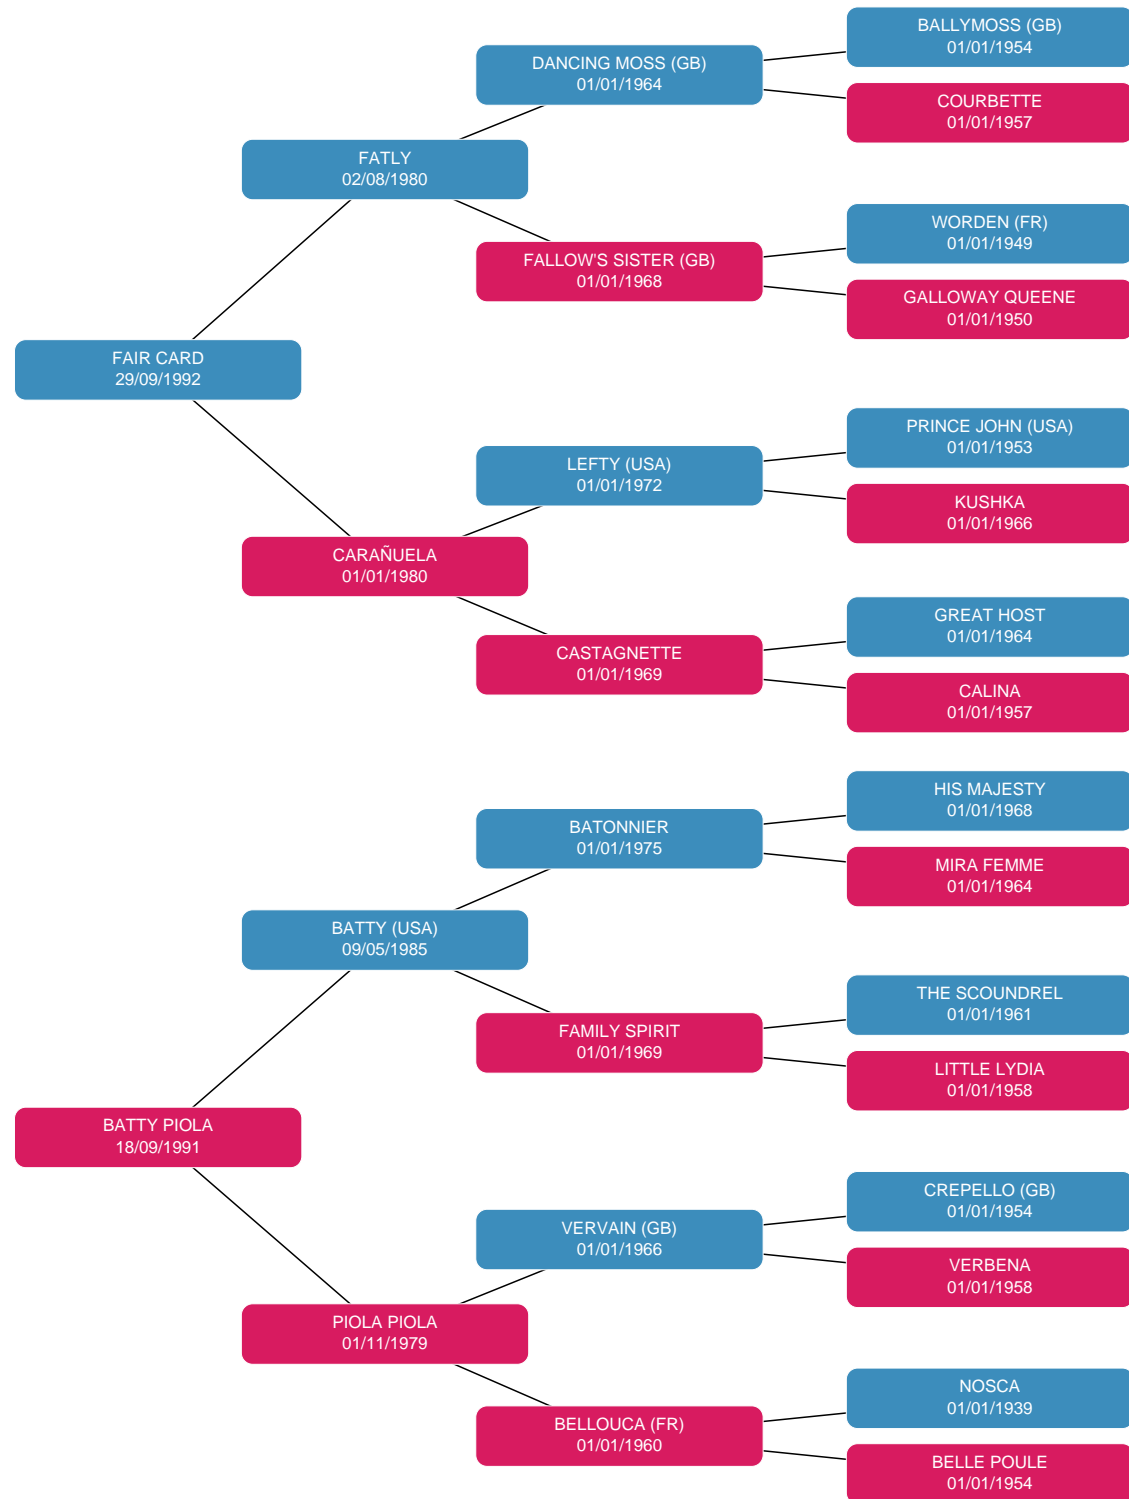 BALLYMOSS (GB)
01/01/1954
DANCING MOSS (GB)
01/01/1964
COURBETTE
01/01/1957
FATLY
02/08/1980
WORDEN (FR)
01/01/1949
FALLOW'S SISTER (GB)
01/01/1968
GALLOWAY QUEENE
01/01/1950
FAIR CARD
29/09/1992
PRINCE JOHN (USA)
01/01/1953
LEFTY (USA)
01/01/1972
KUSHKA
01/01/1966
CARAÑUELA
01/01/1980
GREAT HOST
01/01/1964
CASTAGNETTE
01/01/1969
CALINA
01/01/1957
HIS MAJESTY
01/01/1968
BATONNIER
01/01/1975
MIRA FEMME
01/01/1964
BATTY (USA)
09/05/1985
THE SCOUNDREL
01/01/1961
FAMILY SPIRIT
01/01/1969
LITTLE LYDIA
01/01/1958
BATTY PIOLA
18/09/1991
CREPELLO (GB)
01/01/1954
VERVAIN (GB)
01/01/1966
VERBENA
01/01/1958
PIOLA PIOLA
01/11/1979
NOSCA
01/01/1939
BELLOUCA (FR)
01/01/1960
BELLE POULE
01/01/1954